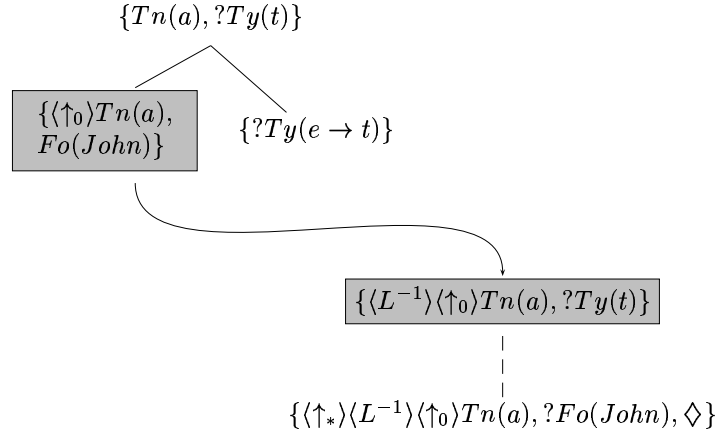 {Tn(a), ?Ty(t)}
{⟨↑₀⟩Tn(a),
Fo(John)}
{?Ty(e → t)}
{⟨L⁻¹⟩⟨↑₀⟩Tn(a), ?Ty(t)}
{⟨↑∗⟩⟨L⁻¹⟩⟨↑₀⟩Tn(a), ?Fo(John), ♢}